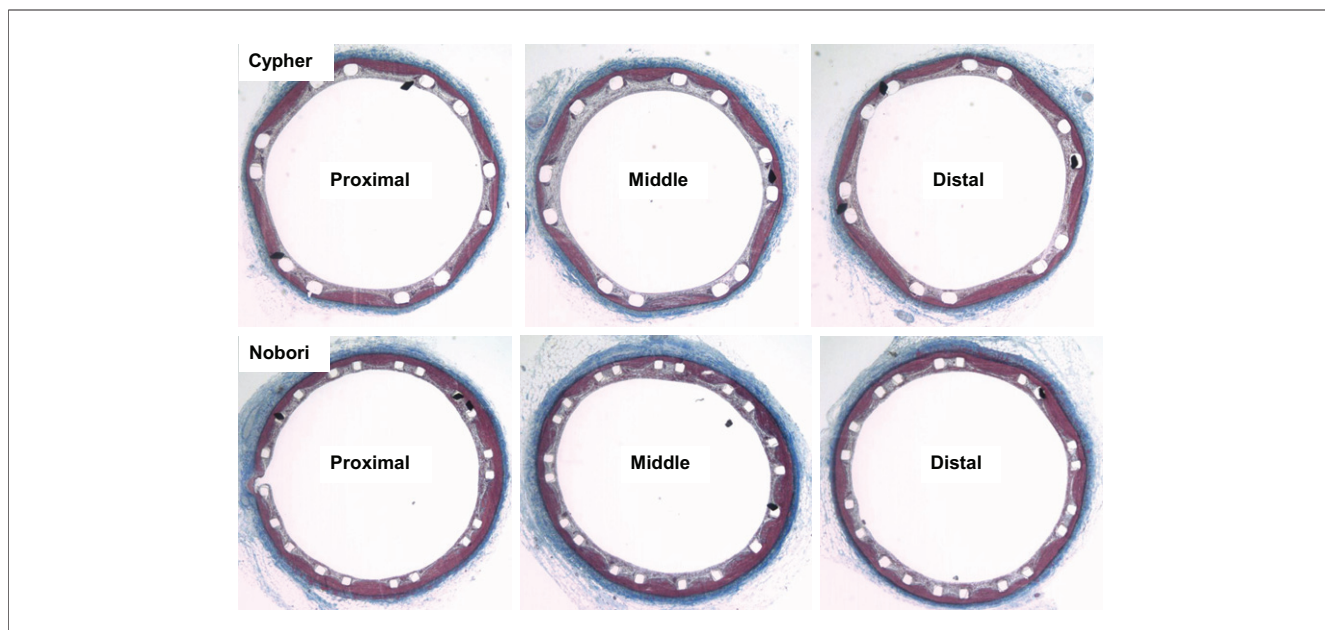 Cypher
Proximal
Middle
Distal
Nobori
Proximal
Middle
Distal